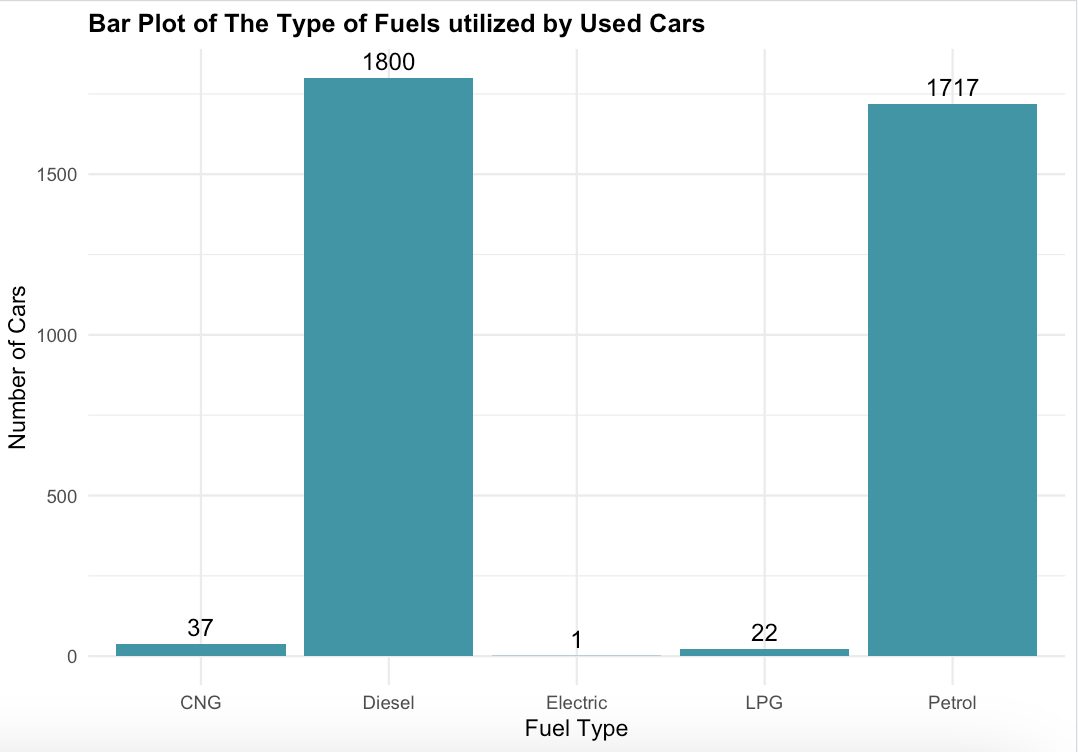 Bar Plot of The Type of Fuels utilized by Used Cars
1800
1717
1500
Number of Cars
1000
500
37
1
22
0
CNG
Diesel
Electric
LPG
Petrol
Fuel Type